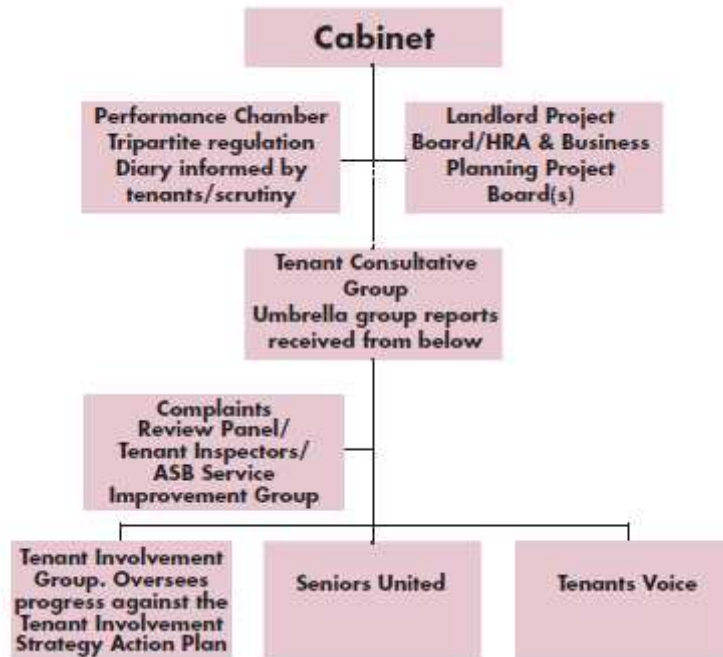 Cabinet
Performance Chamber
Tripartite regulation
Diary informed by
tenants/scrutiny
Landlord Project
Board/HRA & Business
Planning Project
Board(s)
Tenant Consultative
Group
Umbrella group reports
received from below
Complaints
Review Panel/
Tenant Inspectors/
ASB Service
Improvement Group
Tenant Involvement
Group. Oversees
progress against the
Tenant Involvement
Strategy Action Plan
Seniors United
Tenants Voice